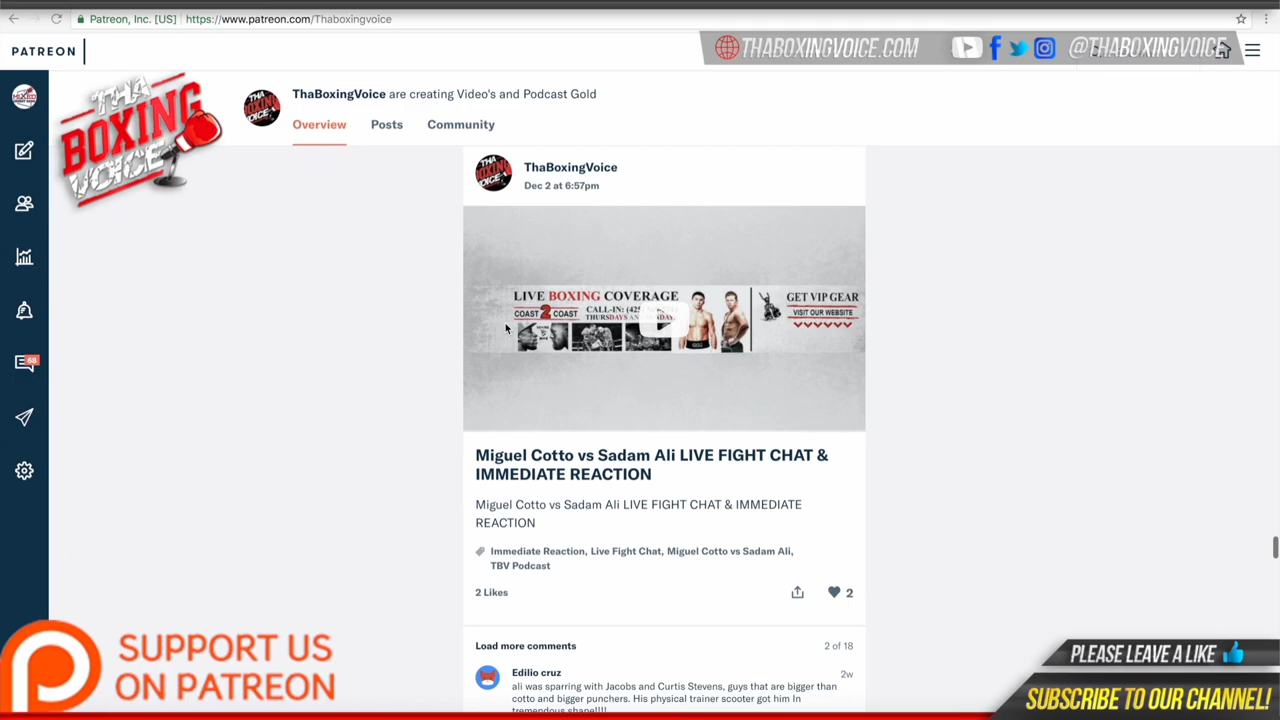 Patreon, Inc. [US] https://www.patreon.com/Thaboxingvoice
PATREON
THABOXINGVOICE.COM
@THABOXINGVOICE
THA
BOXING
VOICE
ThaBoxingVoice are creating Video's and Podcast Gold
Overview Posts Community
ThaBoxingVoice
Dec 2 at 6:57pm
LIVE BOXING COVERAGE
COAST 2 COAST
CALL-IN:
THURSDAYS
GET VIP GEAR
VISIT OUR WEBSITE
Miguel Cotto vs Sadam Ali LIVE FIGHT CHAT &
IMMEDIATE REACTION
Miguel Cotto vs Sadam Ali LIVE FIGHT CHAT & IMMEDIATE
REACTION
Immediate Reaction, Live Fight Chat, Miguel Cotto vs Sadam Ali,
TBV Podcast
2 Likes
2
Load more comments 2 of 18
Edilio cruz 2w
ali was sparring with Jacobs and Curtis Stevens, guys that are bigger than
cotto and bigger punchers. His physical trainer scooter got him In
tremendous shape!!!!
68
SUPPORT US
ON PATREON
PLEASE LEAVE A LIKE
SUBSCRIBE TO OUR CHANNEL!